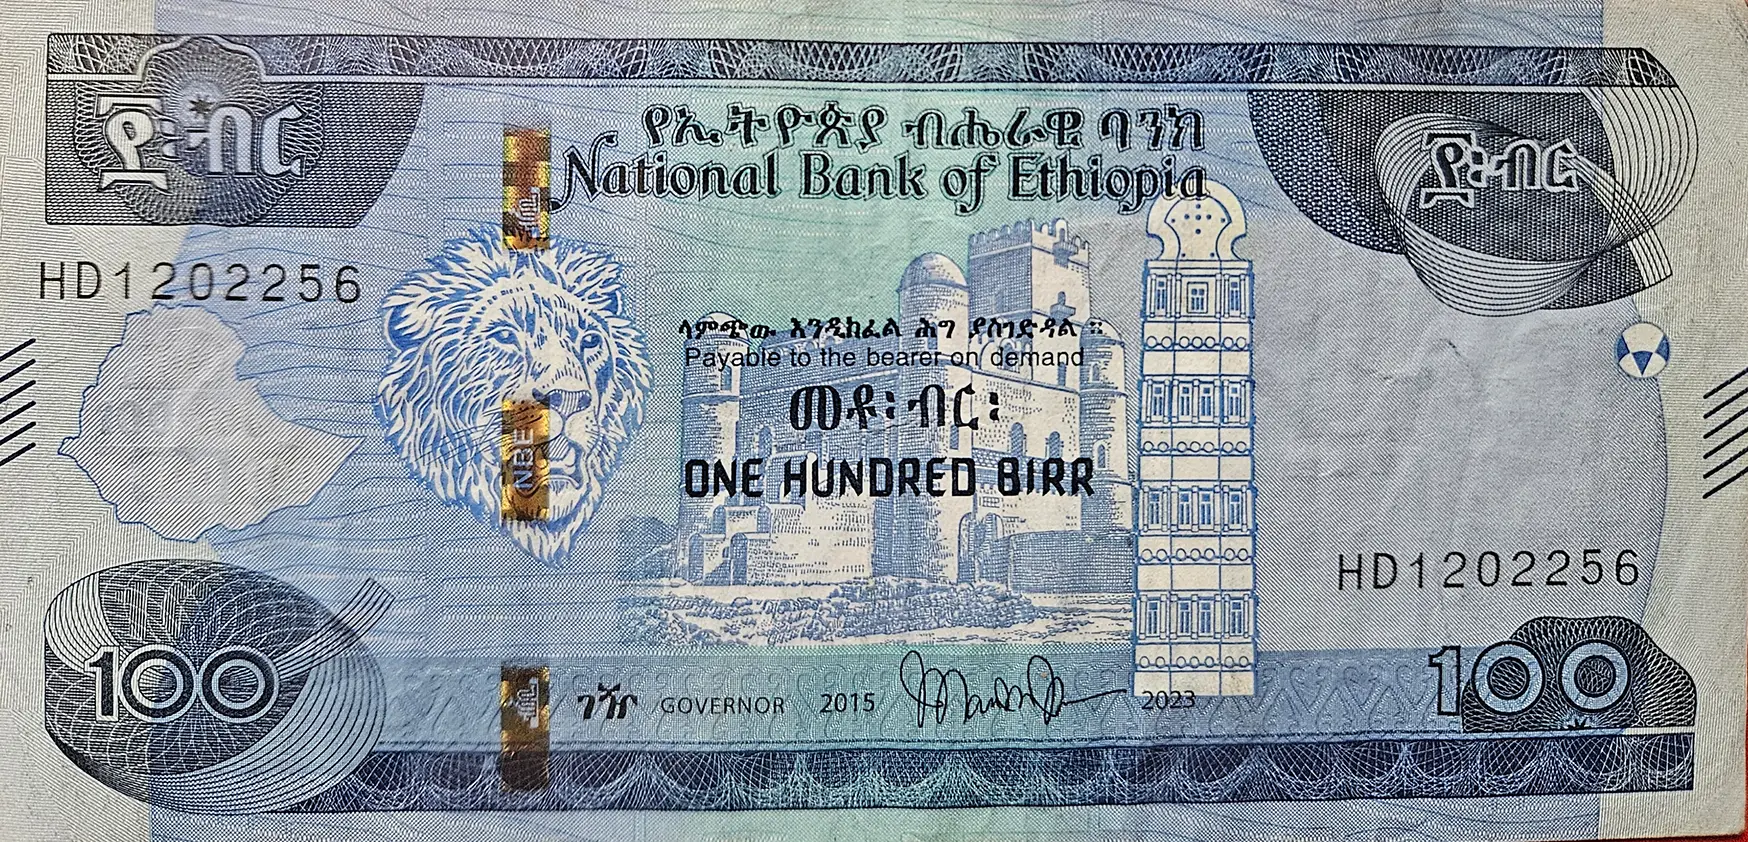 ፻፡ብር
የኢትዮጵያ ብሔራዊ ባንክ
National Bank of Ethiopia
፻፡ብር
HD1202256
ላምጭው እንዲከፈል ሕግ ያስገድዳል ።
Payable to the bearer on demand
መቶ፡ብር፡
NBE
ONE HUNDRED BIRR
HD1202256
100
ገዥ GOVERNOR 2015 2023
100